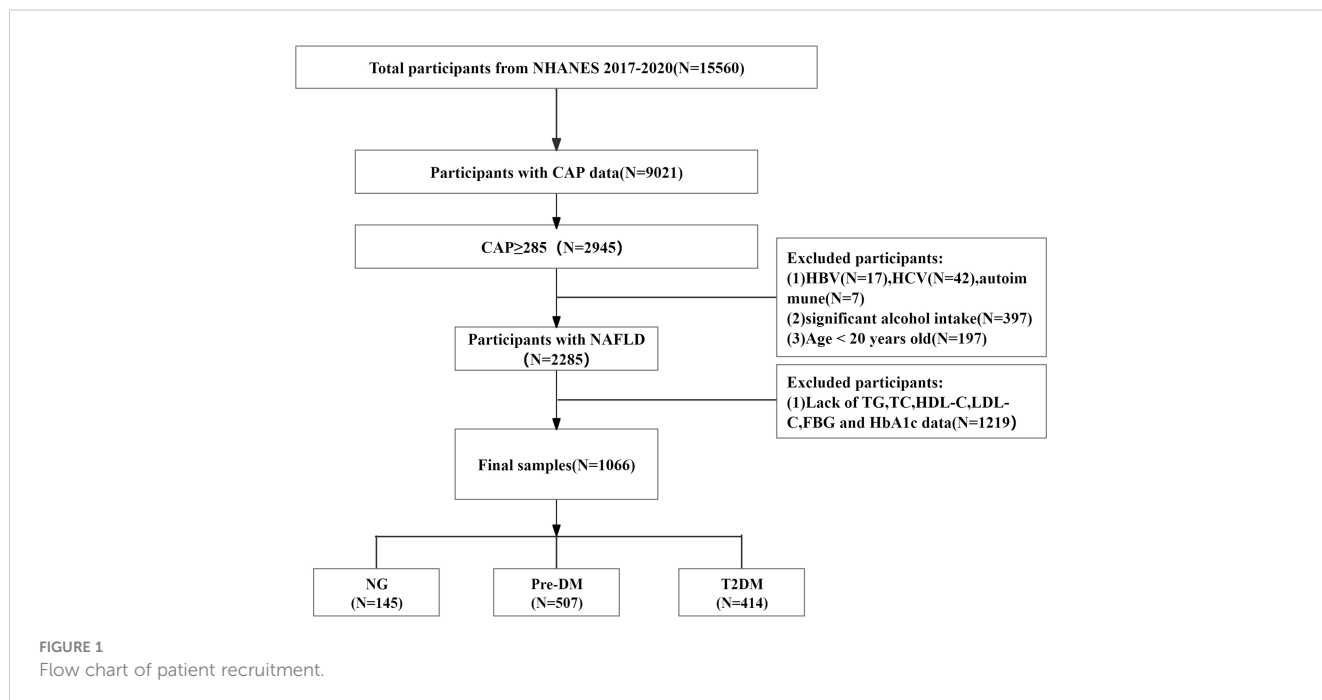 Total participants from NHANES 2017-2020(N=15560)
Participants with CAP data(N=9021)
CAP≥285（N=2945)
Excluded participants:
(1)HBV(N=17),HCV(N=42),autoim
mune(N=7)
(2)significant alcohol intake(N=397)
(3)Age < 20 years old(N=197)
Participants with NAFLD
（N=2285)
Excluded participants:
(1)Lack of TG,TC,HDL-C,LDL-
C,FBG and HbA1c data(N=1219)
Final samples(N=1066)
NG
(N=145)
Pre-DM
(N=507)
T2DM
(N=414)
FIGURE 1
Flow chart of patient recruitment.